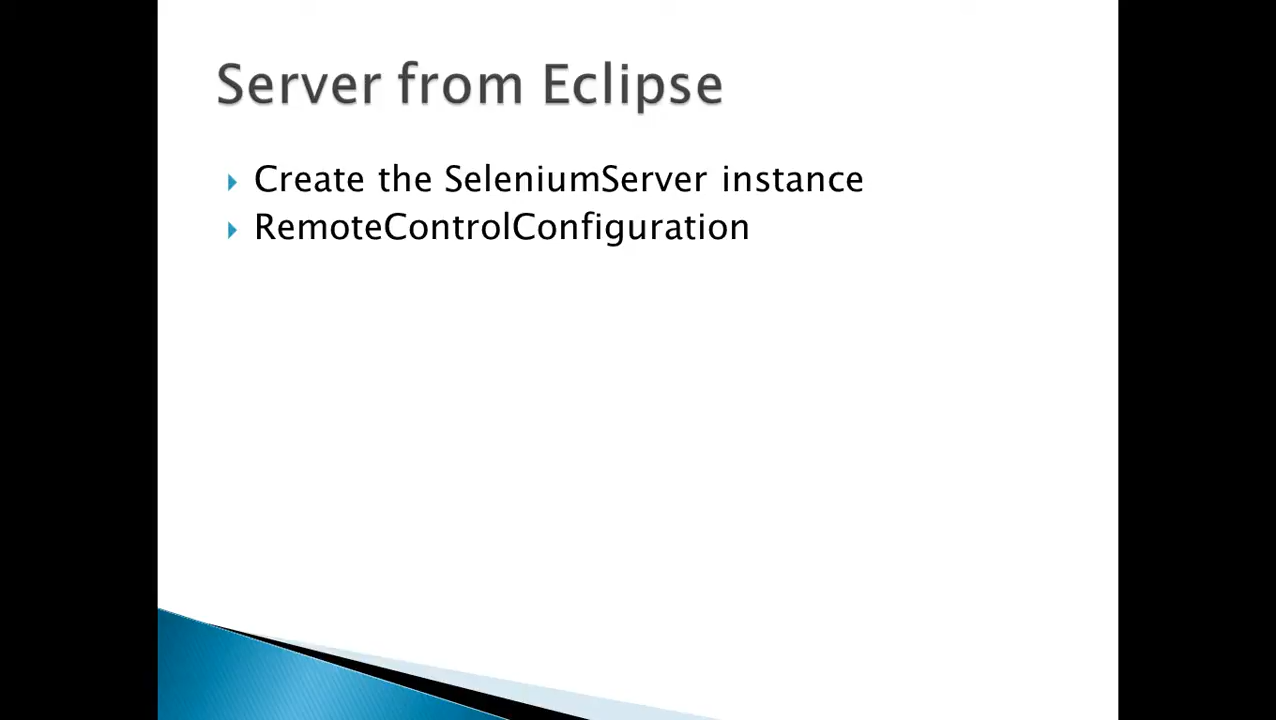 Server from Eclipse
Create the SeleniumServer instance
RemoteControlConfiguration